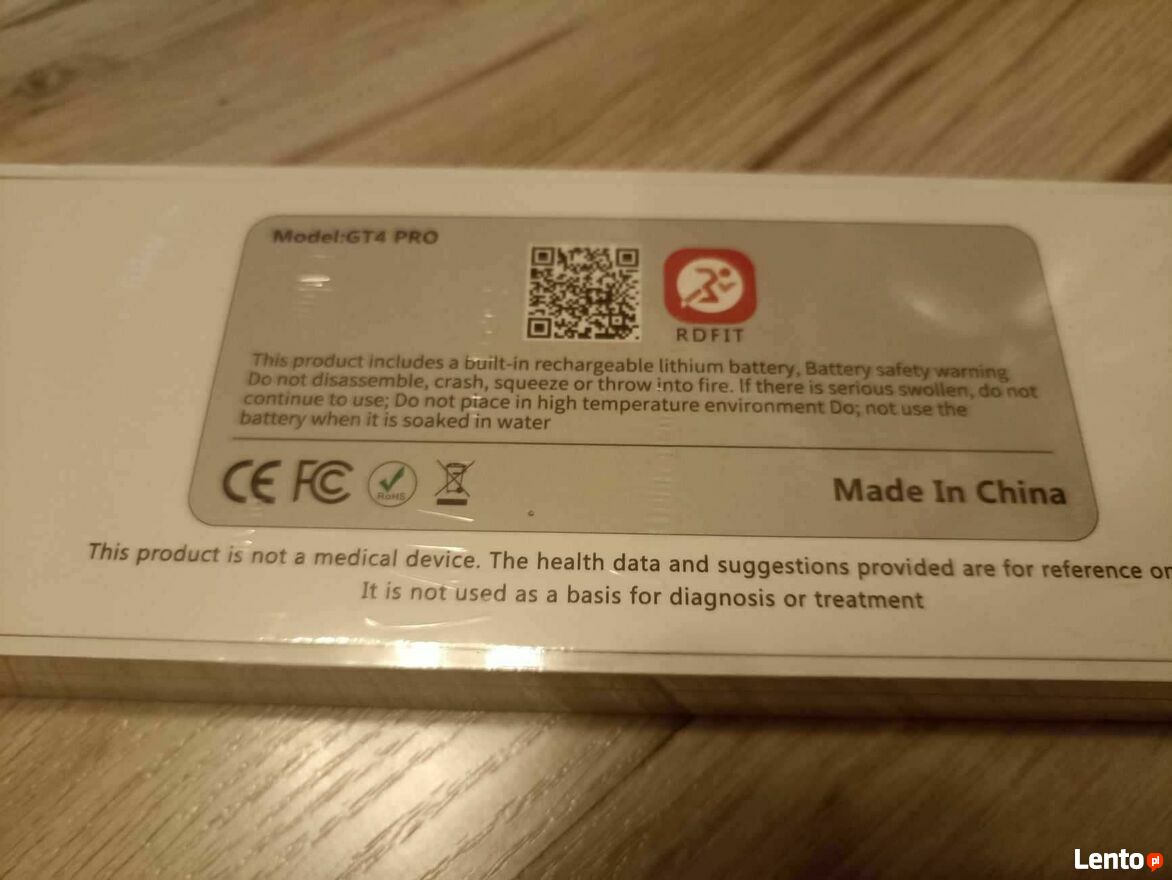 Model:GT4 PRO
RDFIT
This product includes a built-in rechargeable lithium battery, Battery safety warning
Do not disassemble, crash, squeeze or throw into fire. If there is serious swollen, do not
continue to use; Do not place in high temperature environment Do; not use the
battery when it is soaked in water
CE FC RoHS
Made In China
This product is not a medical device. The health data and suggestions provided are for reference
It is not used as a basis for diagnosis or treatment
Lento pl